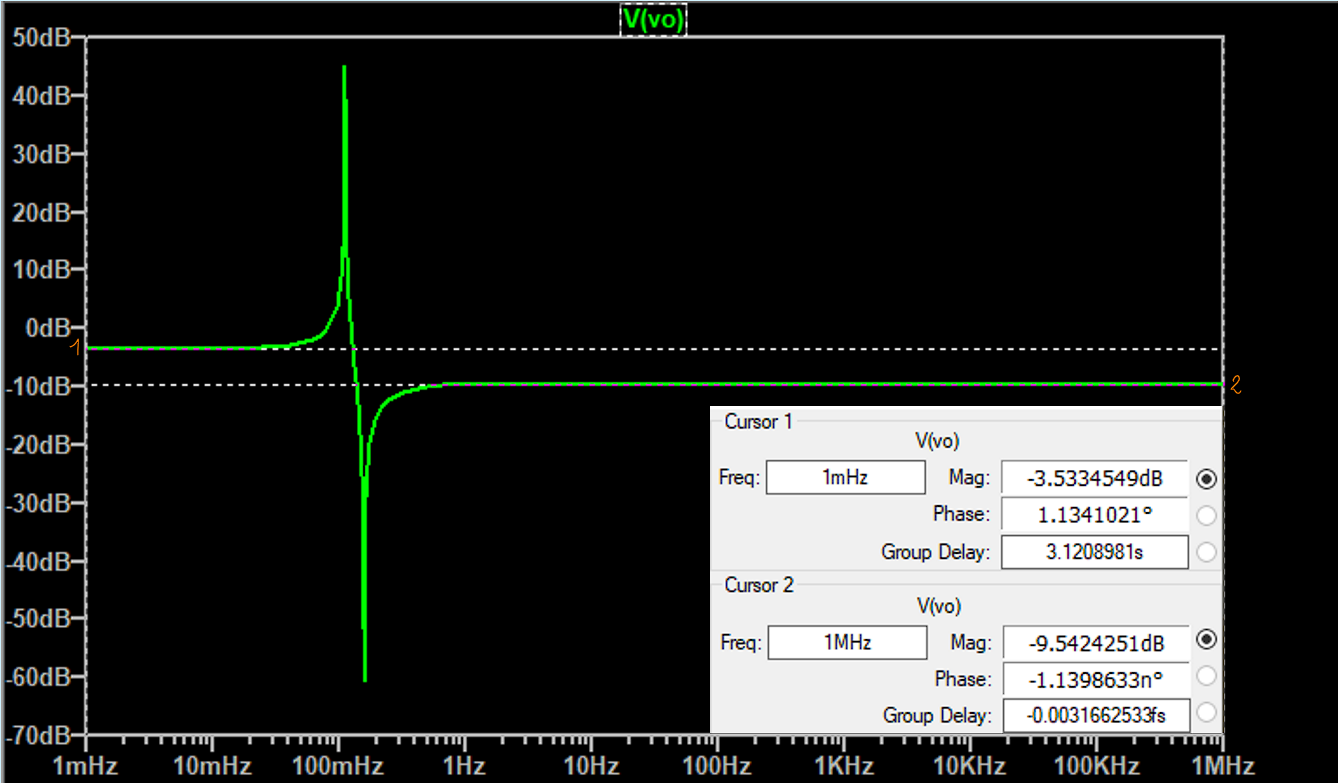 V(vo)
50dB
40dB
30dB
20dB
10dB
0dB
1
-10dB
2
-20dB
-30dB
-40dB
-50dB
-60dB
-70dB
1mHz 10mHz 100mHz 1Hz 10Hz 100Hz 1KHz 10KHz 100KHz 1MHz
Cursor 1
V(vo)
Freq: 1mHz Mag: -3.5334549dB
Phase: 1.1341021°
Group Delay: 3.1208981s
Cursor 2
V(vo)
Freq: 1MHz Mag: -9.5424251dB
Phase: -1.1398633n°
Group Delay: -0.0031662533fs